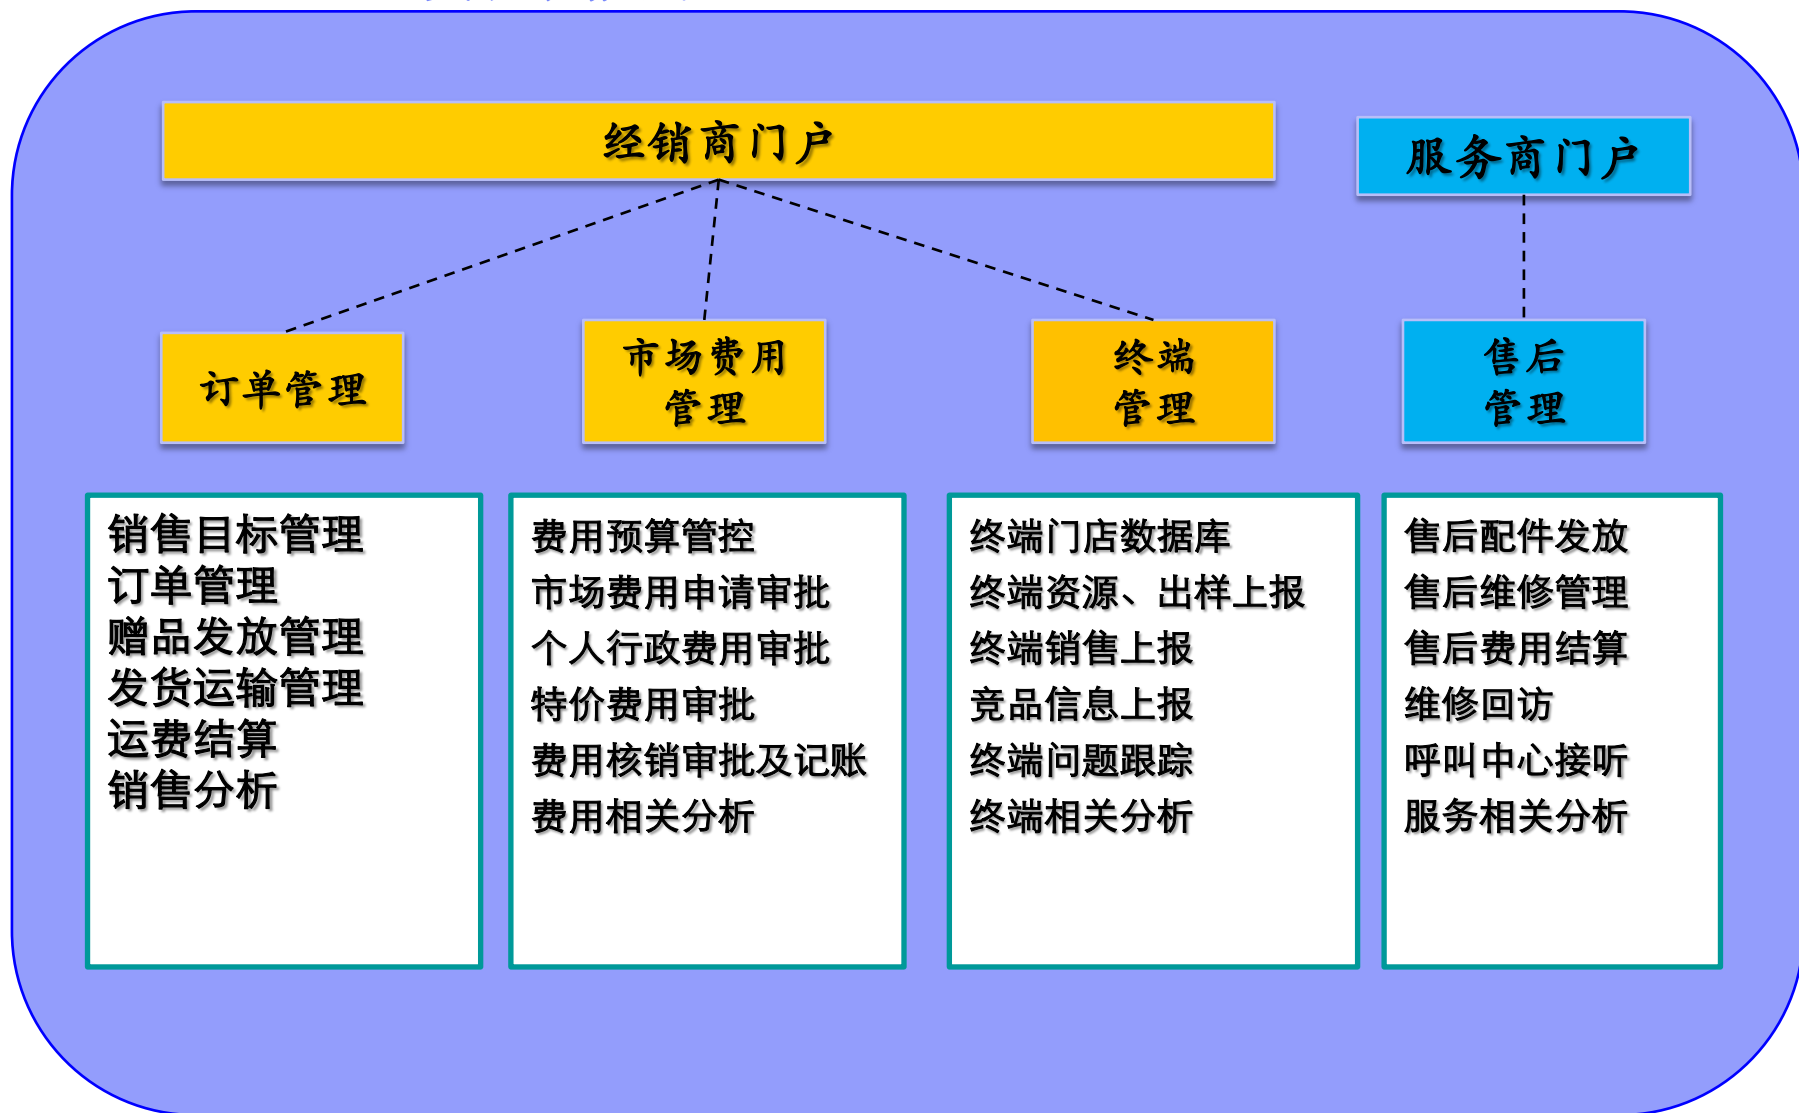 经销商门户
服务商门户
订单管理
市场费用
管理
终端
管理
售后
管理
销售目标管理
订单管理
赠品发放管理
发货运输管理
运费结算
销售分析
费用预算管控
市场费用申请审批
个人行政费用审批
特价费用审批
费用核销审批及记账
费用相关分析
终端门店数据库
终端资源、出样上报
终端销售上报
竞品信息上报
终端问题跟踪
终端相关分析
售后配件发放
售后维修管理
售后费用结算
维修回访
呼叫中心接听
服务相关分析